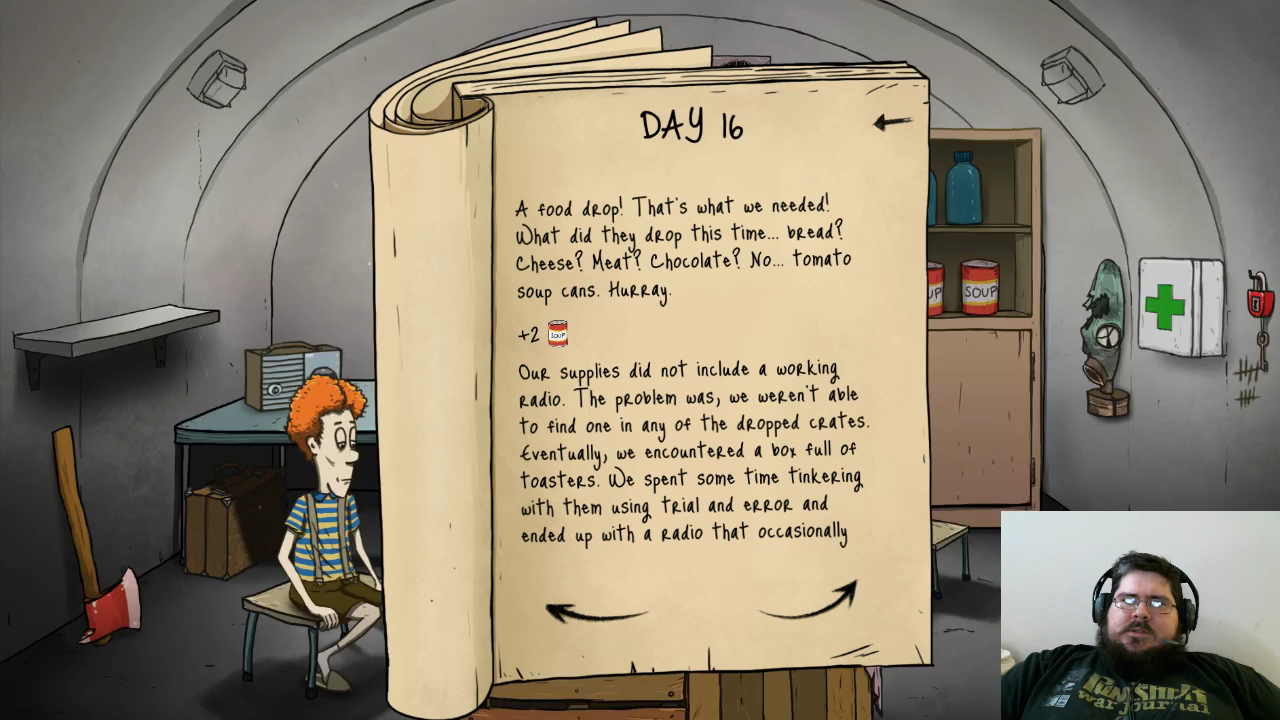 DAY 16
A food drop! That's what we needed!
What did they drop this time... bread?
Cheese? Meat? Chocolate? No... tomato
soup cans. Hurray.
+2 SOUP
Our supplies did not include a working
radio. The problem was, we weren't able
to find one in any of the dropped crates.
Eventually, we encountered a box full of
toasters. We spent some time tinkering
with them using trial and error and
ended up with a radio that occasionally
UP
SOUP
war journal